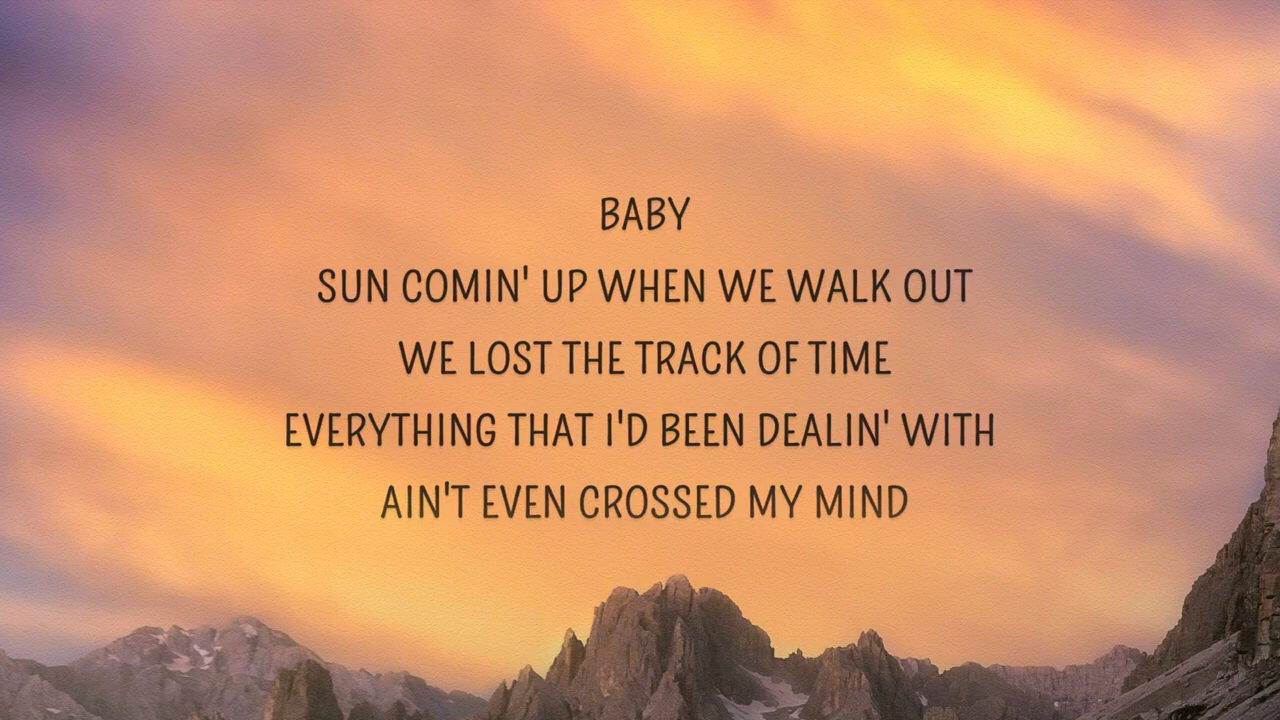 BABY
SUN COMIN' UP WHEN WE WALK OUT
WE LOST THE TRACK OF TIME
EVERYTHING THAT I'D BEEN DEALIN' WITH
AIN'T EVEN CROSSED MY MIND